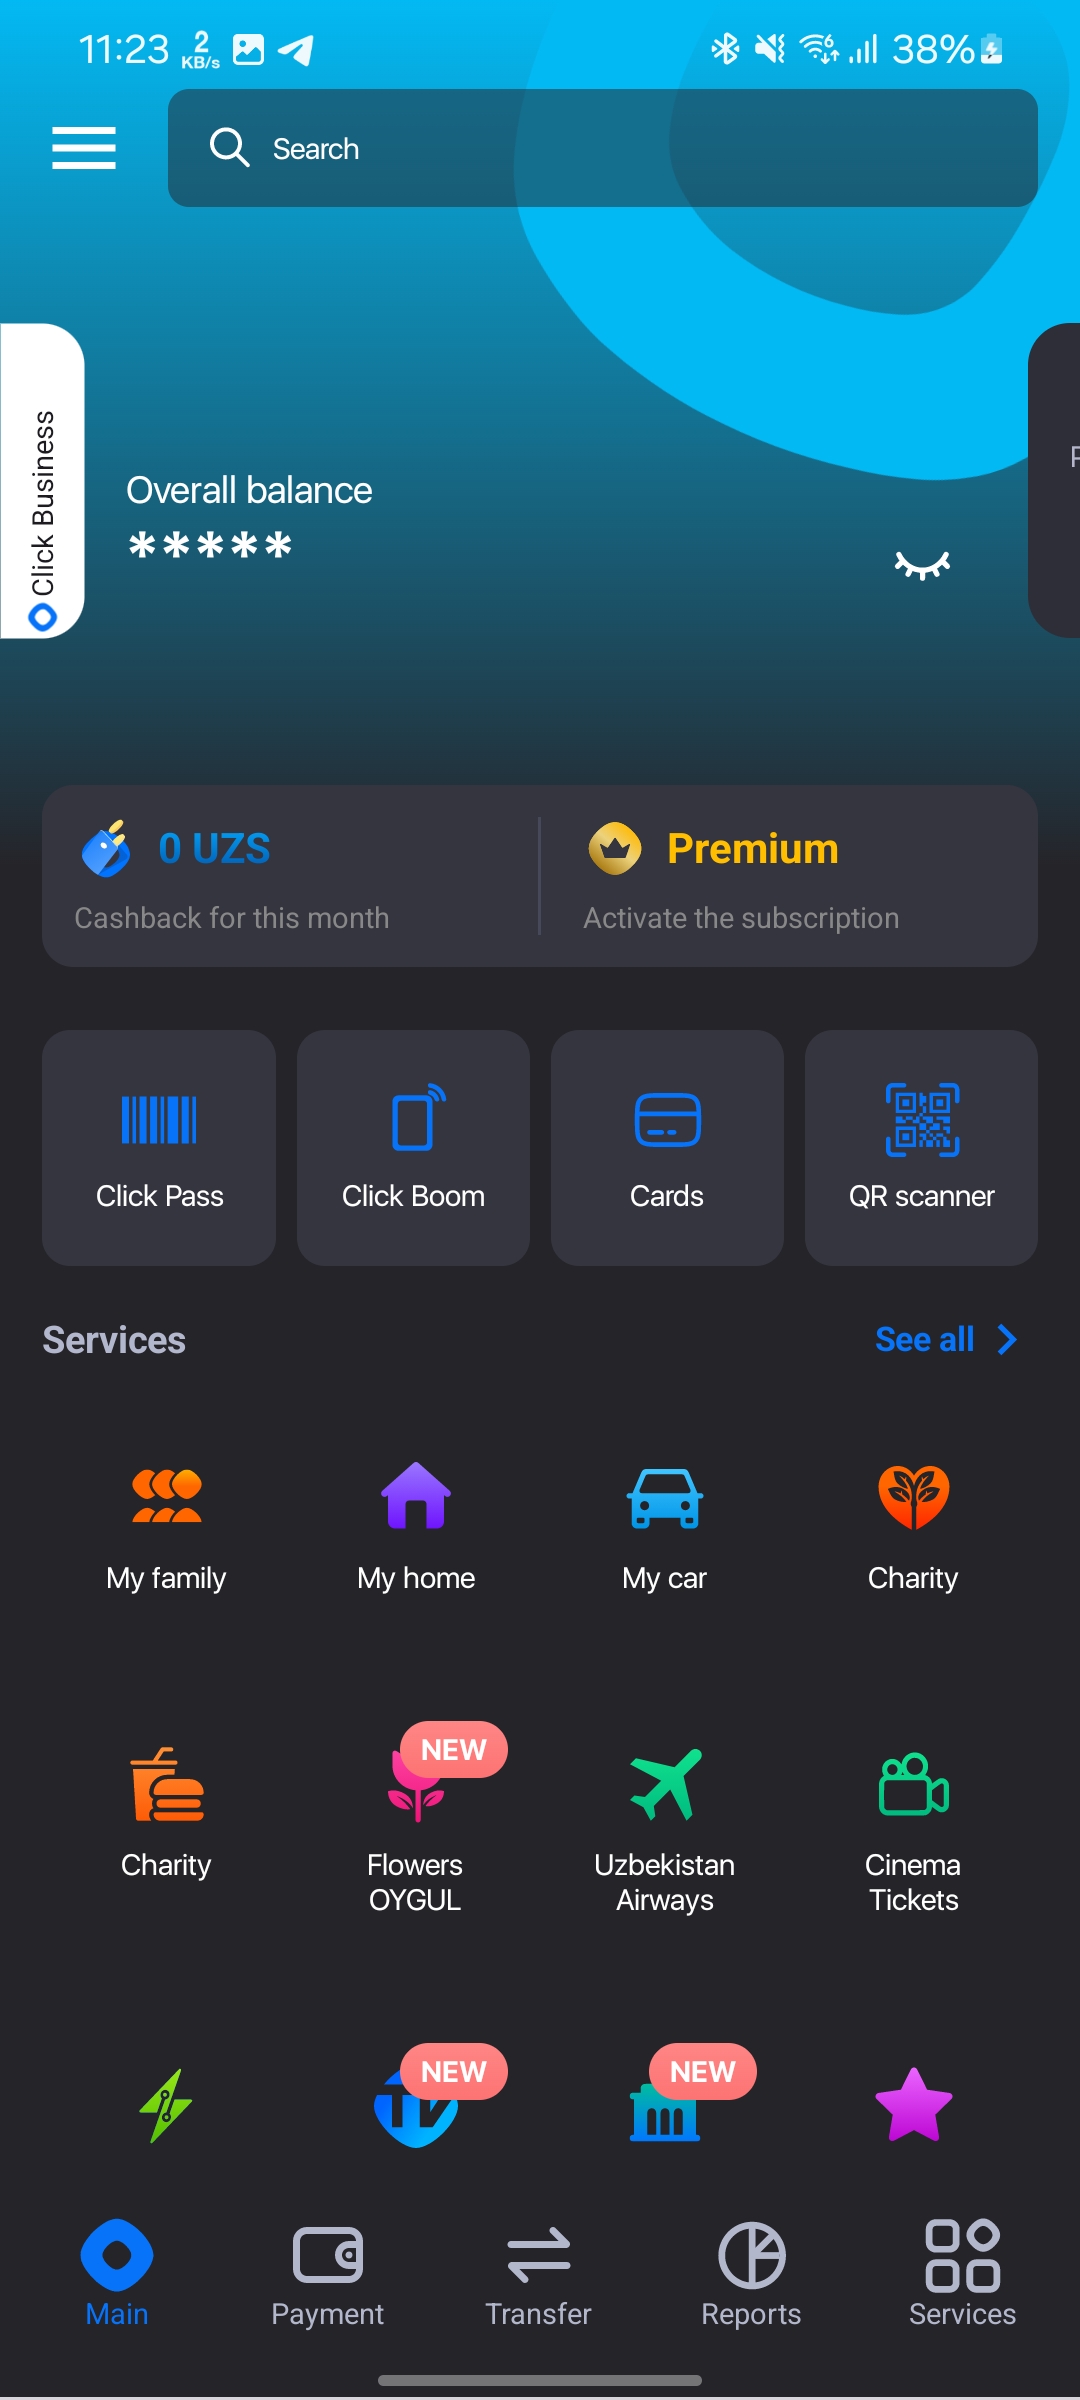 11:23 2 KB/s 6 38%
Search
Click Business
Overall balance
*****
0 UZS
Cashback for this month
Premium
Activate the subscription
Click Pass
Click Boom
Cards
QR scanner
Services
See all
My family
My home
My car
Charity
NEW
Charity
Flowers
OYGUL
Uzbekistan
Airways
Cinema
Tickets
NEW
NEW
TV
Main
Payment
Transfer
Reports
Services